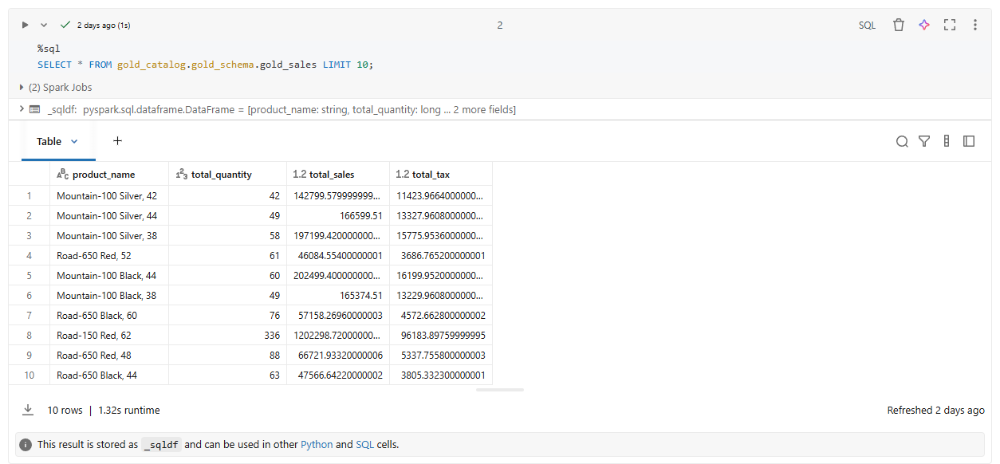 2 days ago (1s)
2
SQL
%sql
SELECT * FROM gold_catalog.gold_schema.gold_sales LIMIT 10;
(2) Spark Jobs
_sqldf: pyspark.sql.dataframe.DataFrame = [product_name: string, total_quantity: long ... 2 more fields]
Table
+
ABC product_name 123 total_quantity 1.2 total_sales 1.2 total_tax
1 Mountain-100 Silver, 42 42 142799.579999999... 11423.9664000000...
2 Mountain-100 Silver, 44 49 166599.51 13327.9608000000...
3 Mountain-100 Silver, 38 58 197199.420000000... 15775.9536000000...
4 Road-650 Red, 52 61 46084.55400000001 3686.765200000001
5 Mountain-100 Black, 44 60 202499.400000000... 16199.9520000000...
6 Mountain-100 Black, 38 49 165374.51 13229.9608000000...
7 Road-650 Black, 60 76 57158.26960000003 4572.662800000002
8 Road-150 Red, 62 336 1202298.72000000... 96183.89759999995
9 Road-650 Red, 48 88 66721.93320000006 5337.755800000003
10 Road-650 Black, 44 63 47566.64220000002 3805.332300000001
10 rows | 1.32s runtime
Refreshed 2 days ago
This result is stored as _sqldf and can be used in other Python and SQL cells.